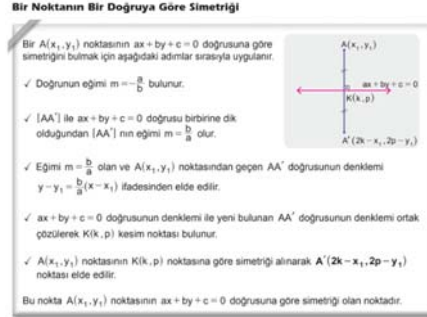 Bir Noktanın Bir Doğruya Göre Simetriği
Bir A(x₁,y₁) noktasının ax + by + c = 0 doğrusuna göre
simetriğini bulmak için aşağıdaki adımlar sırasıyla uygulanır.
✓ Doğrunun eğimi m = -a/b bulunur.
✓ [AA′] ile ax + by + c = 0 doğrusu birbirine dik
olduğundan [AA′] nın eğimi m = b/a olur.
✓ Eğimi m = b/a olan ve A(x₁,y₁) noktasından geçen AA′ doğrusunun denklemi
y - y₁ = b/a (x - x₁) ifadesinden elde edilir.
✓ ax + by + c = 0 doğrusunun denklemi ile yeni bulunan AA′ doğrusunun denklemi ortak
çözülerek K(k,p) kesim noktası bulunur.
✓ A(x₁,y₁) noktasının K(k,p) noktasına göre simetriği alınarak A′(2k - x₁, 2p - y₁)
noktası elde edilir.
Bu nokta A(x₁,y₁) noktasının ax + by + c = 0 doğrusuna göre simetriği olan noktadır.
A(x₁,y₁)
ax + by + c = 0
K(k,p)
A′(2k - x₁, 2p - y₁)